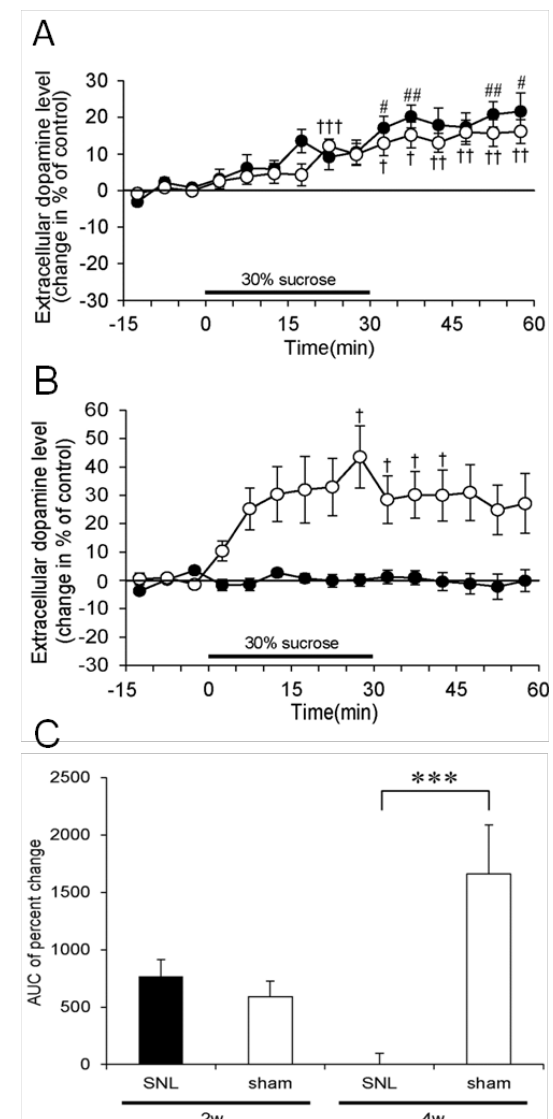 A
Extracellular dopamine level
(change in % of control)
30
20
10
0
-10
-20
-30
†††
#
##
##
#
†
†
††
††
††
††
30% sucrose
-15
0
15
30
45
60
Time(min)
B
Extracellular dopamine level
(change in % of control)
60
50
40
30
20
10
0
-10
-20
-30
†
†
†
†
30% sucrose
-15
0
15
30
45
60
Time(min)
C
AUC of percent change
2500
2000
1500
1000
500
0
***
SNL
sham
SNL
sham
2w
4w